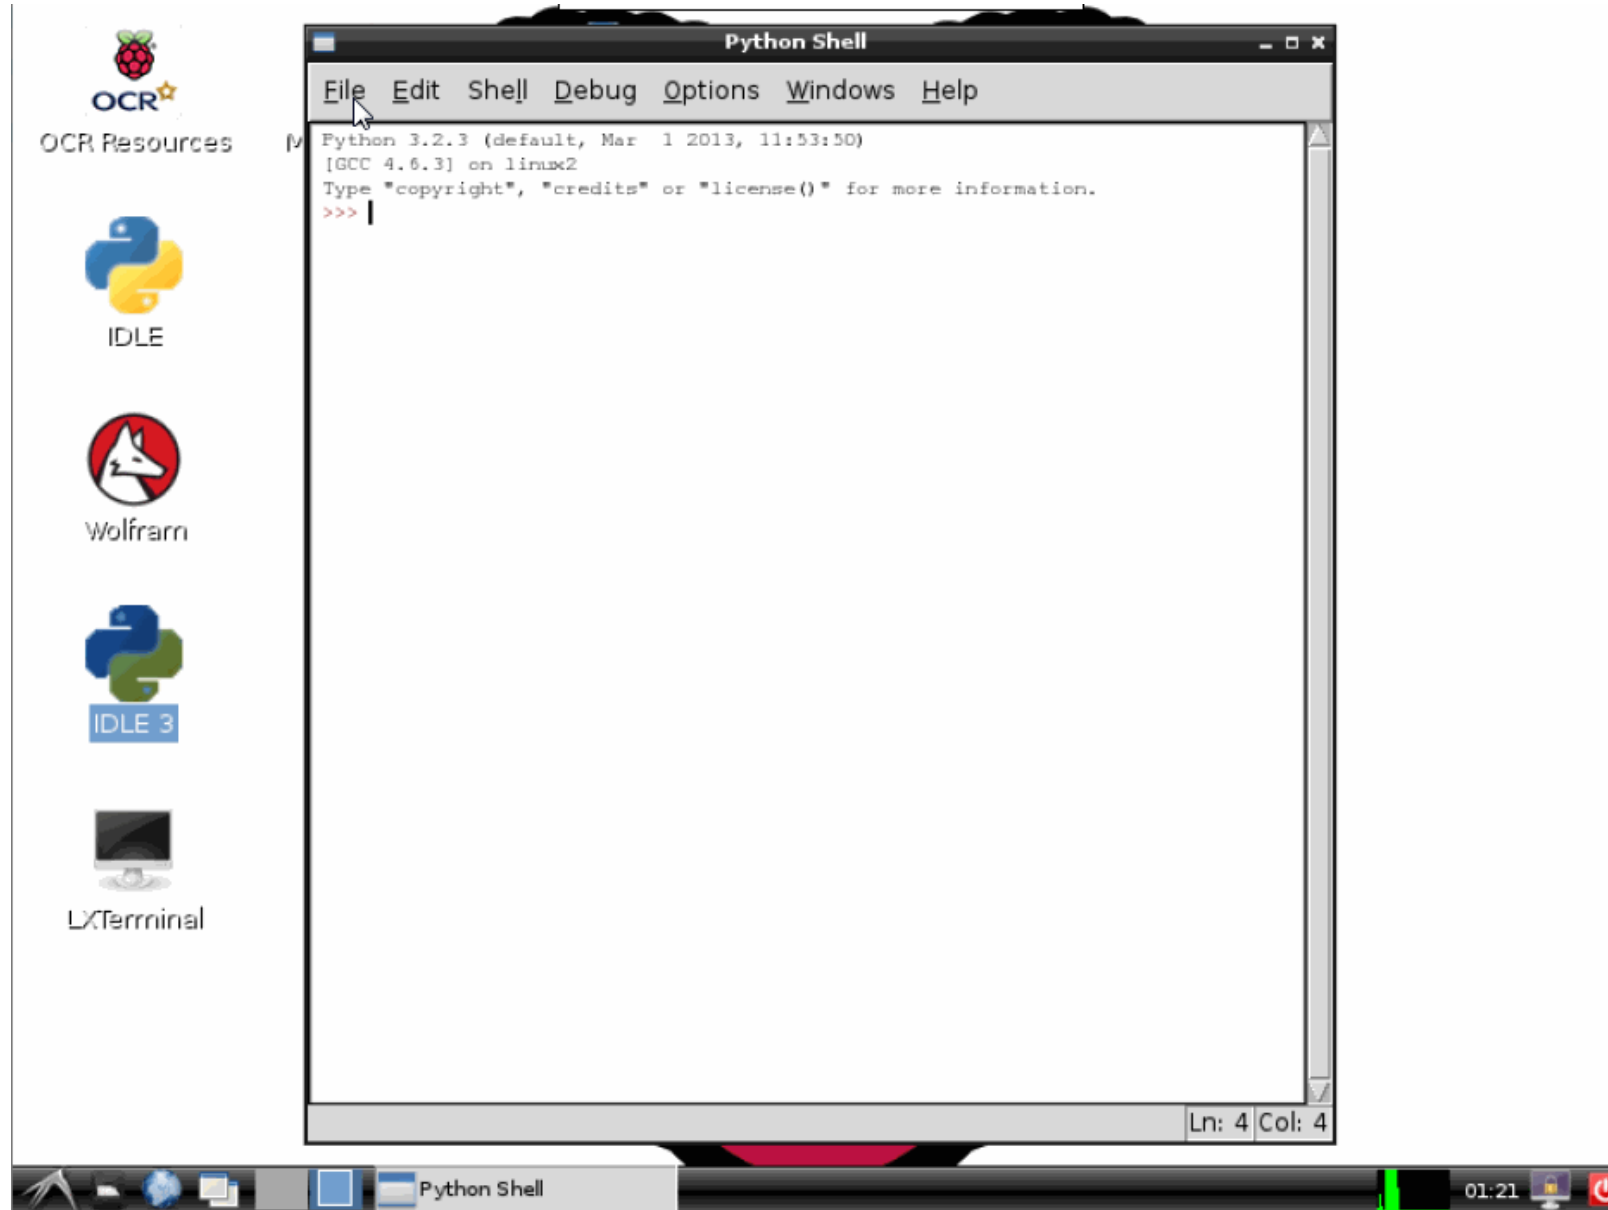 OCR
OCR Resources
M
IDLE
Wolfram
IDLE 3
LXTerminal
Python Shell
File Edit Shell Debug Options Windows Help
Python 3.2.3 (default, Mar  1 2013, 11:53:50)
[GCC 4.6.3] on linux2
Type "copyright", "credits" or "license()" for more information.
>>>
Ln: 4 Col: 4
Python Shell
01:21